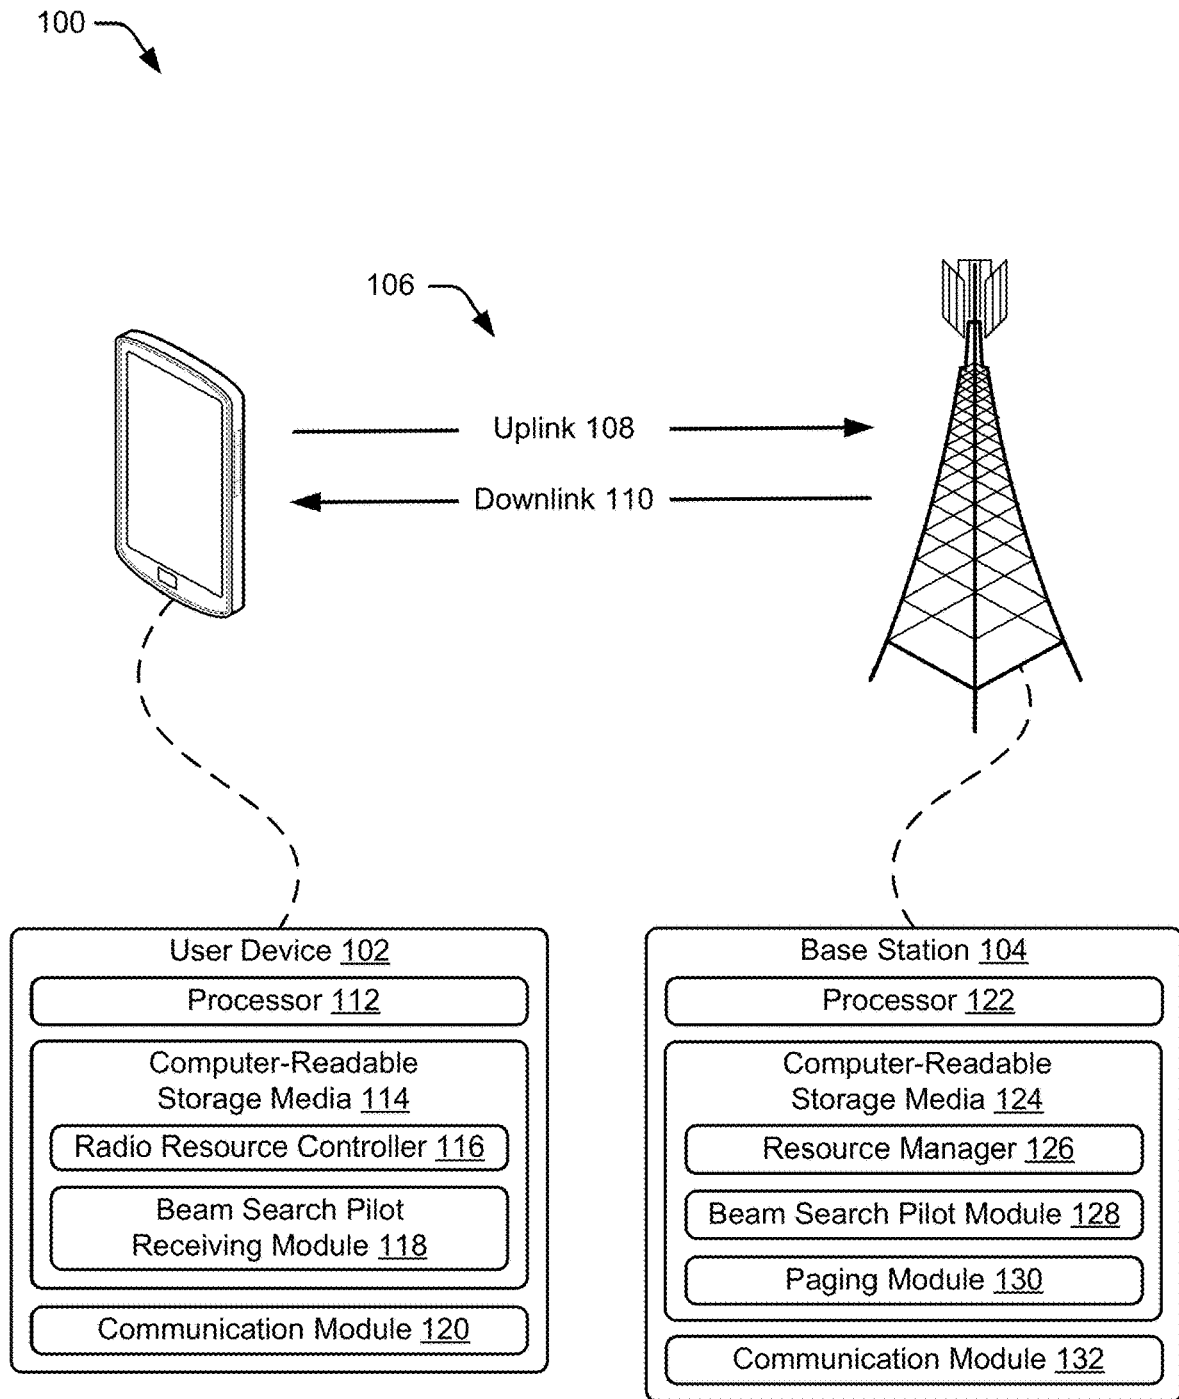 100
106
Uplink 108
Downlink 110
User Device 102
Processor 112
Computer-Readable
Storage Media 114
Radio Resource Controller 116
Beam Search Pilot
Receiving Module 118
Communication Module 120
Base Station 104
Processor 122
Computer-Readable
Storage Media 124
Resource Manager 126
Beam Search Pilot Module 128
Paging Module 130
Communication Module 132